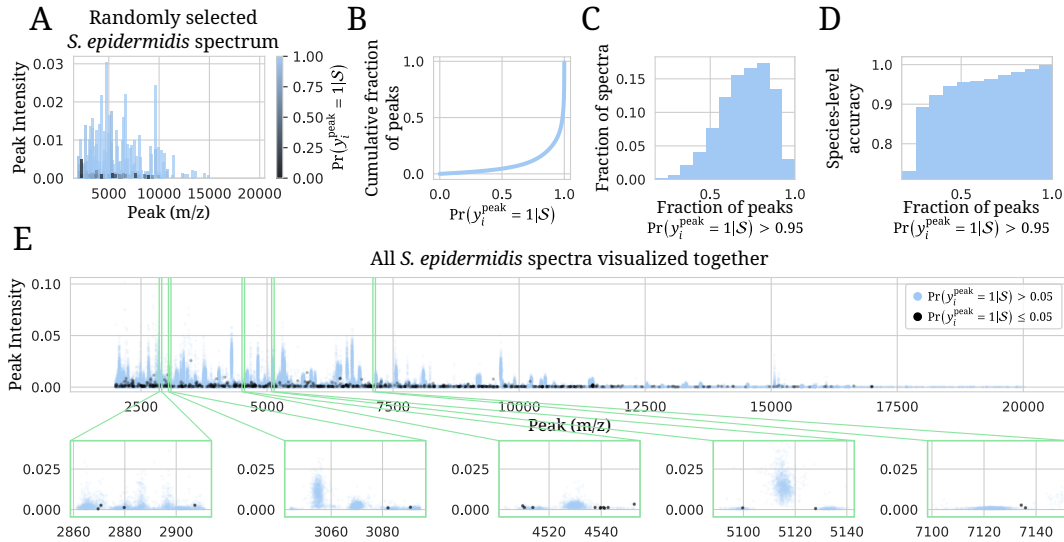 A
Randomly selected
S. epidermidis spectrum
Peak Intensity
0.03
0.02
0.01
0.00
5000 10000 15000 20000
Peak (m/z)
1.00
0.75
0.50
0.25
0.00
Pr(y_i^peak = 1|S)
B
Cumulative fraction
of peaks
1.0
0.5
0.0
0.0 0.5 1.0
Pr(y_i^peak = 1|S)
C
Fraction of spectra
0.15
0.10
0.05
0.00
0.5 1.0
Fraction of peaks
Pr(y_i^peak = 1|S) > 0.95
D
Species-level
accuracy
1.0
0.9
0.8
0.5 1.0
Fraction of peaks
Pr(y_i^peak = 1|S) > 0.95
E
All S. epidermidis spectra visualized together
Peak Intensity
0.10
0.05
0.00
Pr(y_i^peak = 1|S) > 0.05
Pr(y_i^peak = 1|S) ≤ 0.05
2500 5000 7500 10000 12500 15000 17500 20000
Peak (m/z)
0.025
0.000
2860 2880 2900
0.025
0.000
3060 3080
0.025
0.000
4520 4540
0.025
0.000
5100 5120 5140
0.025
0.000
7100 7120 7140